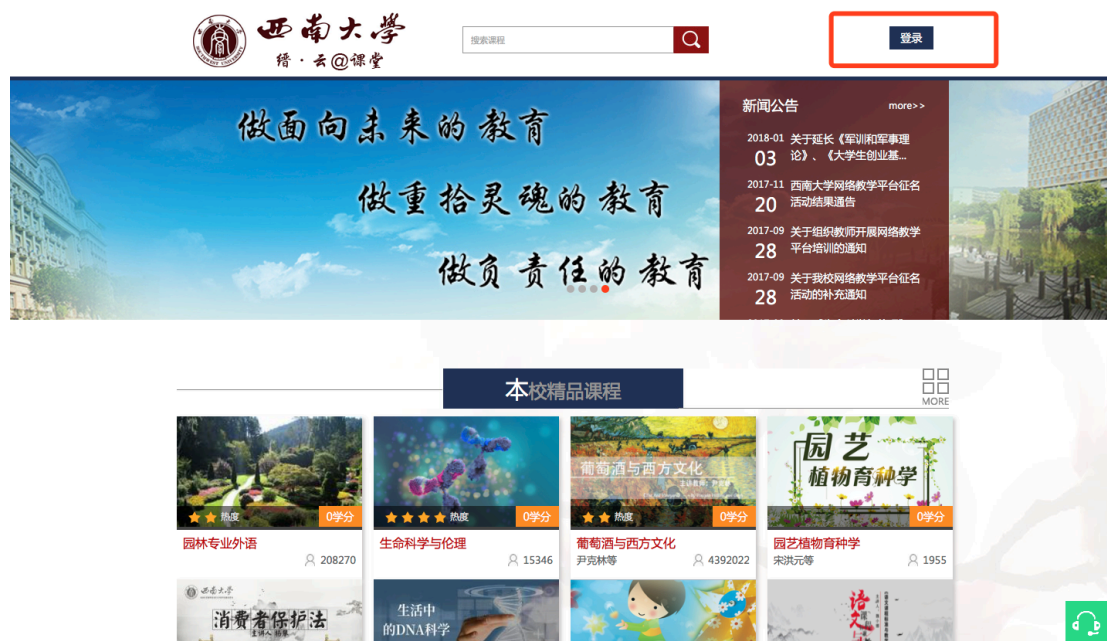 西南大学
缙·云@课堂
搜索课程
登录
做面向未来的教育
做重拾灵魂的教育
做负责任的教育
新闻公告
more>>
2018-01
03
关于延长《军训和军事理
论》、《大学生创业基...
2017-11
20
西南大学网络教学平台征名
活动结果通告
2017-09
28
关于组织教师开展网络教学
平台培训的通知
2017-09
28
关于我校网络教学平台征名
活动的补充通知
本校精品课程
MORE
热度
0学分
园林专业外语
208270
热度
0学分
生命科学与伦理
15346
葡萄酒与西方文化
热度
0学分
葡萄酒与西方文化
尹克林等
4392022
园艺
植物育种学
0学分
园艺植物育种学
宋洪元等
1955
西南大学
消费者保护法
生活中
的DNA科学
语文